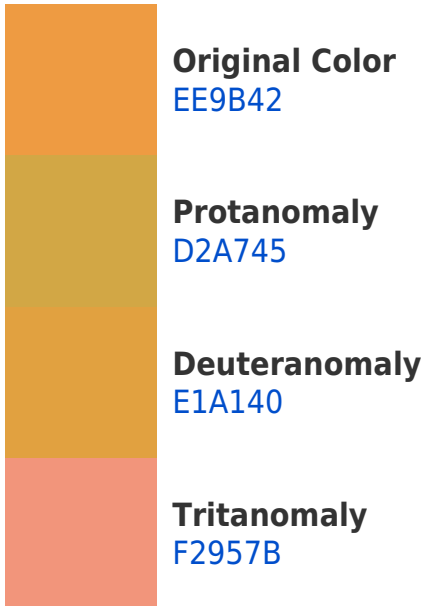 Original Color
EE9B42
Protanomaly
D2A745
Deuteranomaly
E1A140
Tritanomaly
F2957B